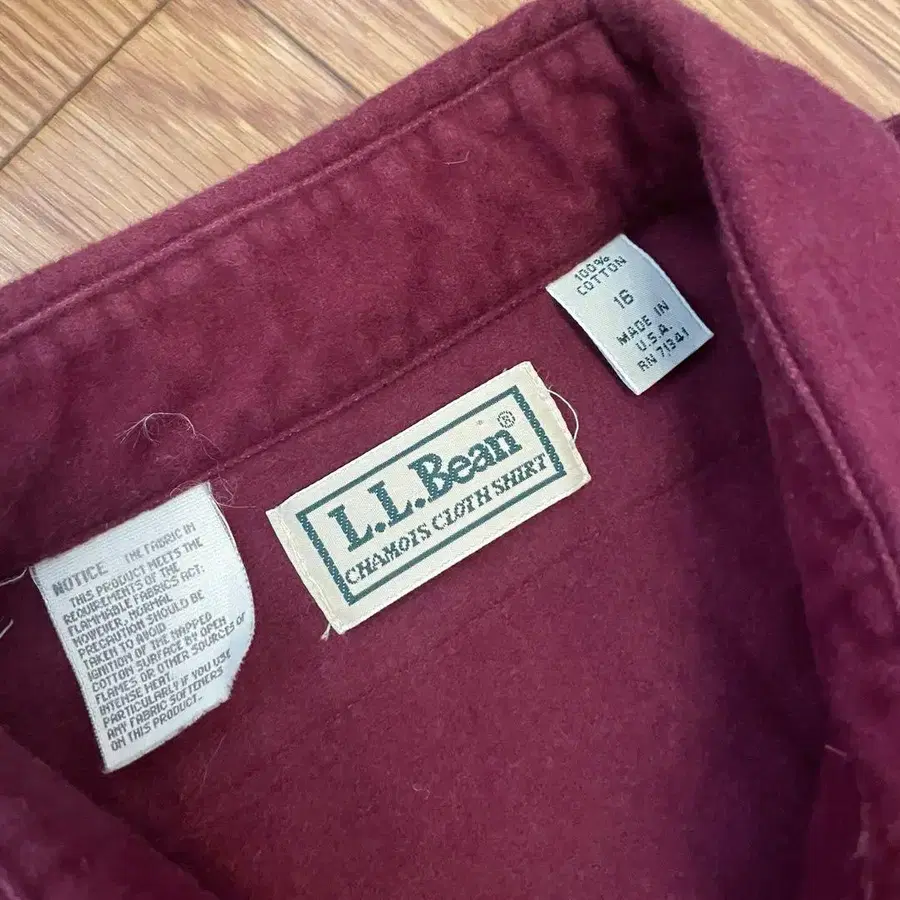 NOTICE THE FABRIC IN
THIS PRODUCT MEETS THE
REQUIREMENTS OF THE
FLAMMABLE FABRICS ACT:
HOWEVER, NORMAL
PRECAUTION SHOULD BE
TAKEN TO AVOID
IGNITION OF THE NAPPED
COTTON SURFACE BY OPEN
FLAMES OR OTHER SOURCES OF
INTENSE HEAT.
PARTICULARLY IF YOU USE
ANY FABRIC SOFTENERS
ON THIS PRODUCT.
L.L.Bean®
CHAMOIS CLOTH SHIRT
100%
COTTON
16
MADE IN
U.S.A.
RN 71341